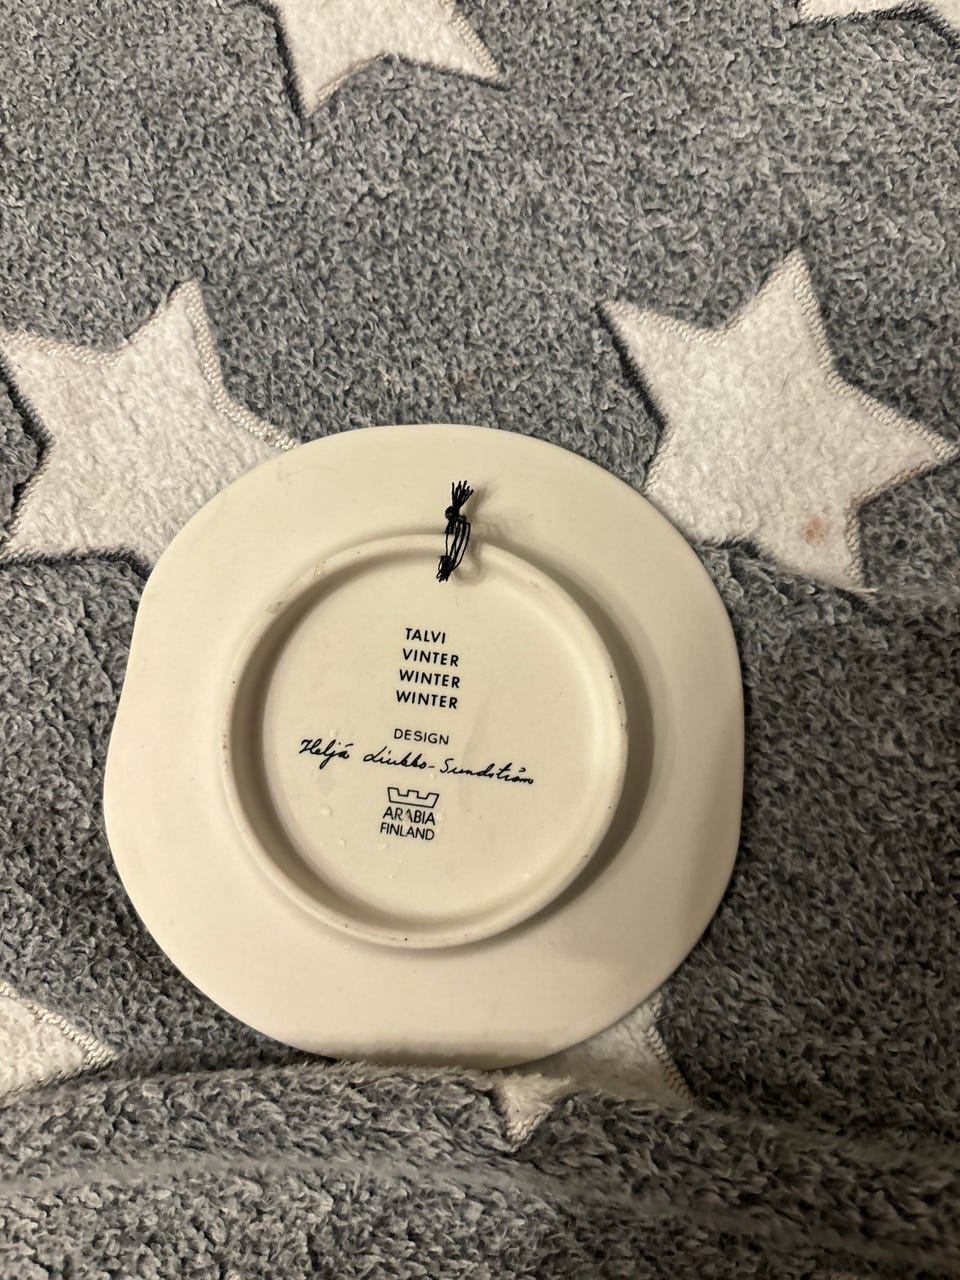 TALVI
VINTER
WINTER
WINTER
DESIGN
Heljä Liukko-Sundström
ARABIA
FINLAND